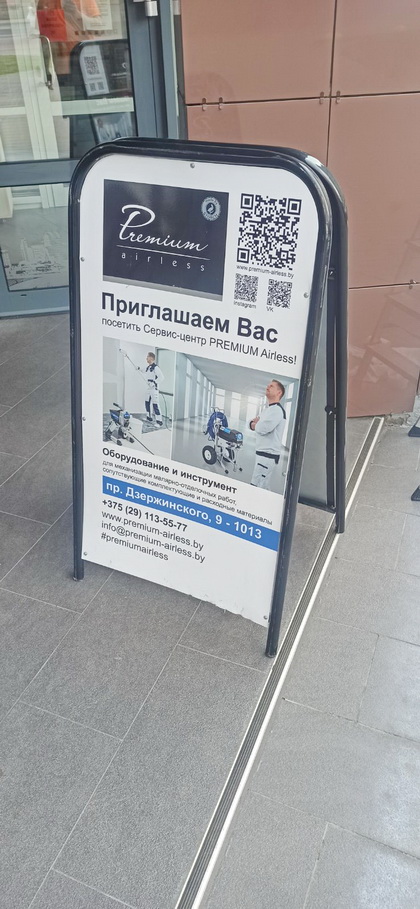 Premium
airless
www.premium-airless.by
Instagram
VK
Приглашаем Вас
посетить Сервис-центр PREMIUM Airless!
Оборудование и инструмент
для механизации малярно-отделочных работ,
сопутствующие комплектующие и расходные материалы
пр. Дзержинского, 9 - 1013
+375 (29) 113-55-77
www.premium-airless.by
info@premium-airless.by
#premiumairless